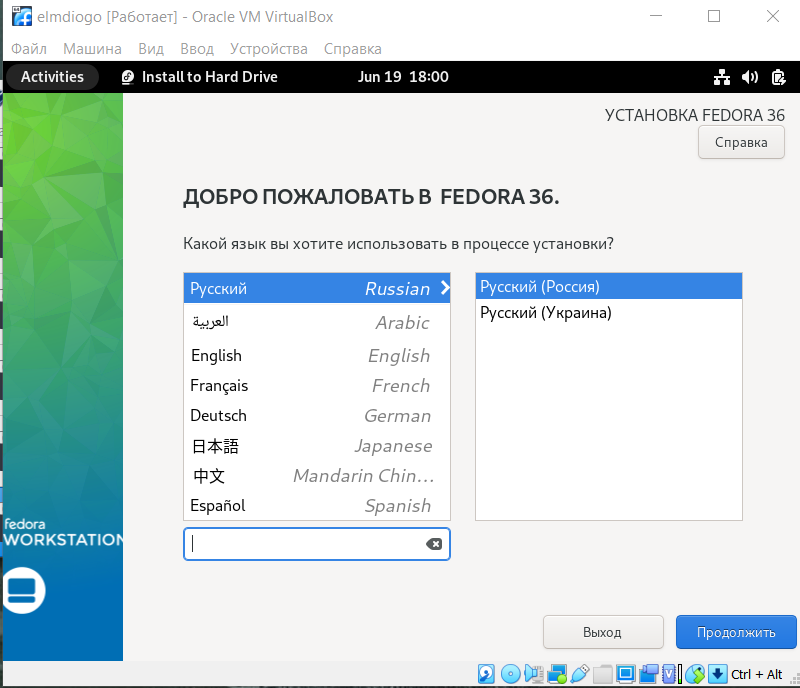 elmdiogo [Работает] - Oracle VM VirtualBox
Файл Машина Вид Ввод Устройства Справка
Activities Install to Hard Drive Jun 19 18:00
УСТАНОВКА FEDORA 36
Справка
ДОБРО ПОЖАЛОВАТЬ В FEDORA 36.
Какой язык вы хотите использовать в процессе установки?
Русский Russian
العربية Arabic
English English
Français French
Deutsch German
日本語 Japanese
中文 Mandarin Chin...
Español Spanish
Русский (Россия)
Русский (Украина)
fedora
WORKSTATION
Выход Продолжить
Ctrl + Alt